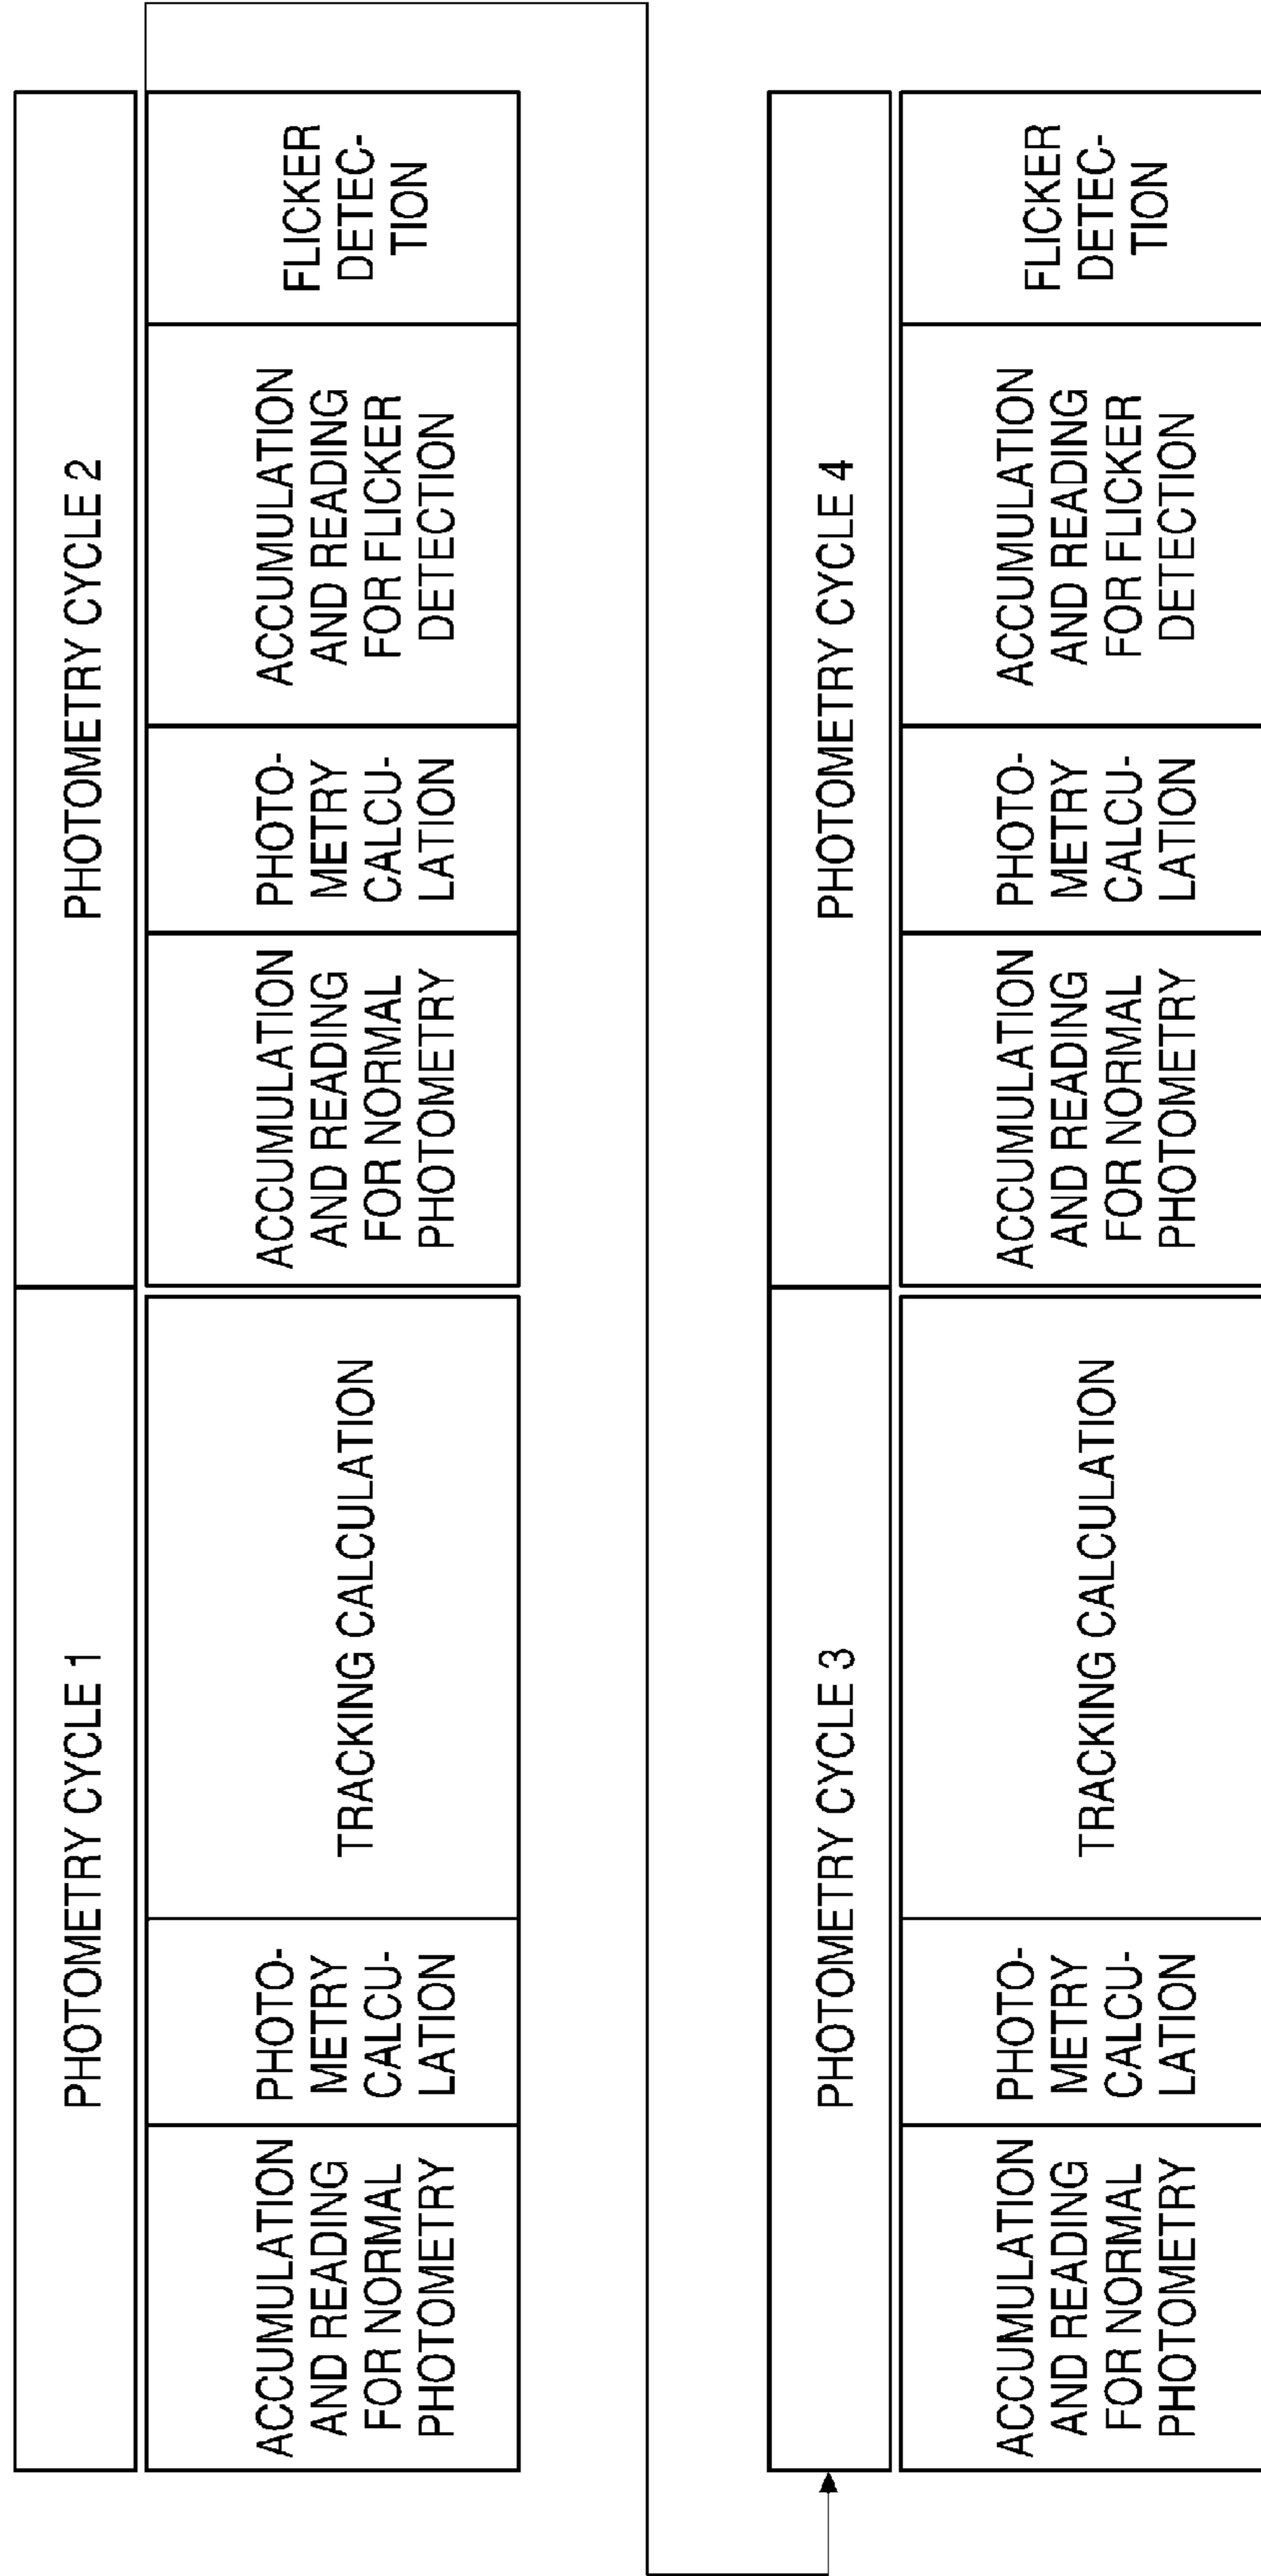 PHOTOMETRY CYCLE 1
PHOTOMETRY CYCLE 2
ACCUMULATION
AND READING
FOR NORMAL
PHOTOMETRY
PHOTO-
METRY
CALCU-
LATION
TRACKING CALCULATION
ACCUMULATION
AND READING
FOR NORMAL
PHOTOMETRY
PHOTO-
METRY
CALCU-
LATION
ACCUMULATION
AND READING
FOR FLICKER
DETECTION
FLICKER
DETEC-
TION
PHOTOMETRY CYCLE 3
PHOTOMETRY CYCLE 4
ACCUMULATION
AND READING
FOR NORMAL
PHOTOMETRY
PHOTO-
METRY
CALCU-
LATION
TRACKING CALCULATION
ACCUMULATION
AND READING
FOR NORMAL
PHOTOMETRY
PHOTO-
METRY
CALCU-
LATION
ACCUMULATION
AND READING
FOR FLICKER
DETECTION
FLICKER
DETEC-
TION